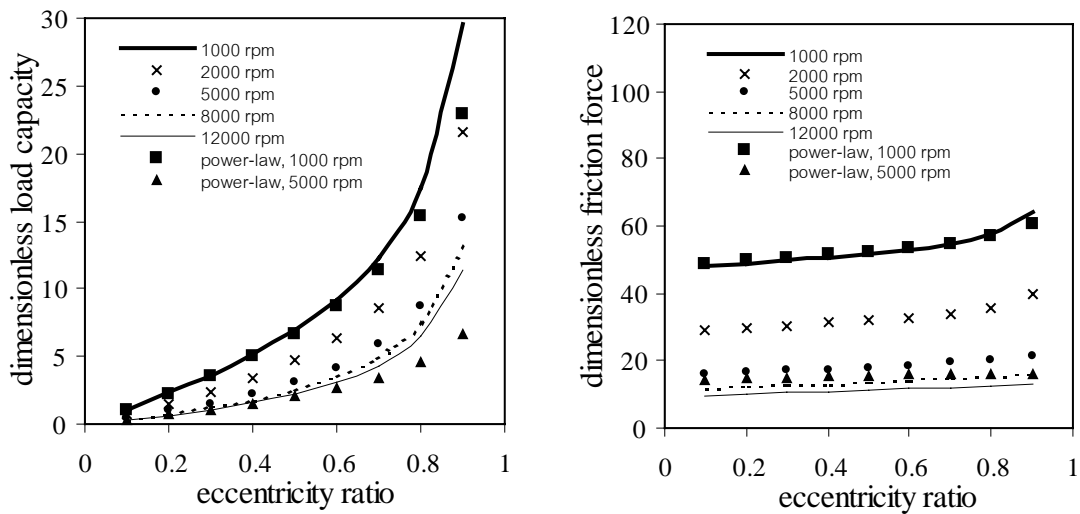 dimensionless load capacity
30
25
20
15
10
5
0
1000 rpm
2000 rpm
5000 rpm
8000 rpm
12000 rpm
power-law, 1000 rpm
power-law, 5000 rpm
0 0.2 0.4 0.6 0.8 1
eccentricity ratio
dimensionless friction force
120
100
80
60
40
20
0
1000 rpm
2000 rpm
5000 rpm
8000 rpm
12000 rpm
power-law, 1000 rpm
power-law, 5000 rpm
0 0.2 0.4 0.6 0.8 1
eccentricity ratio